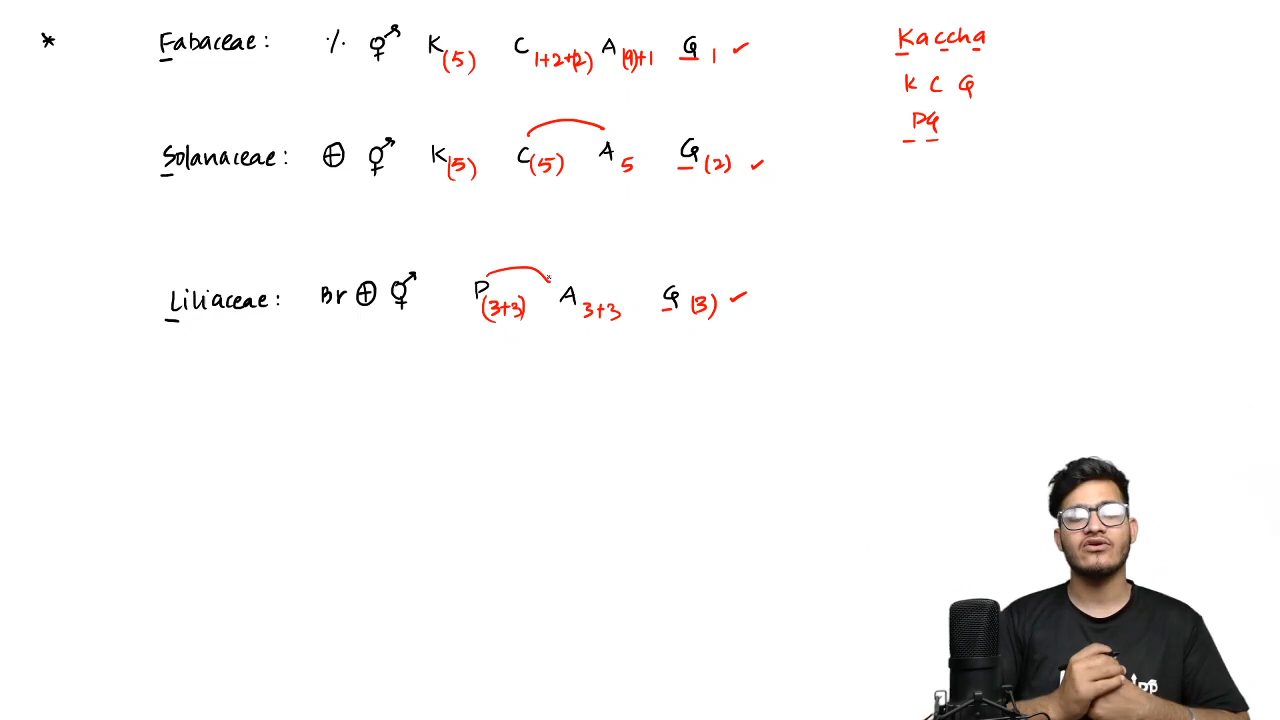 * Fabaceae: % ⚥ K(5) C1+2+(2) A(9)+1 G1 ✓
Kaccha
K C G
PG
Solanaceae: ⊕ ⚥ K(5) C(5) A5 G(2) ✓
Liliaceae: Br ⊕ ⚥ P(3+3) A3+3 G(3) ✓